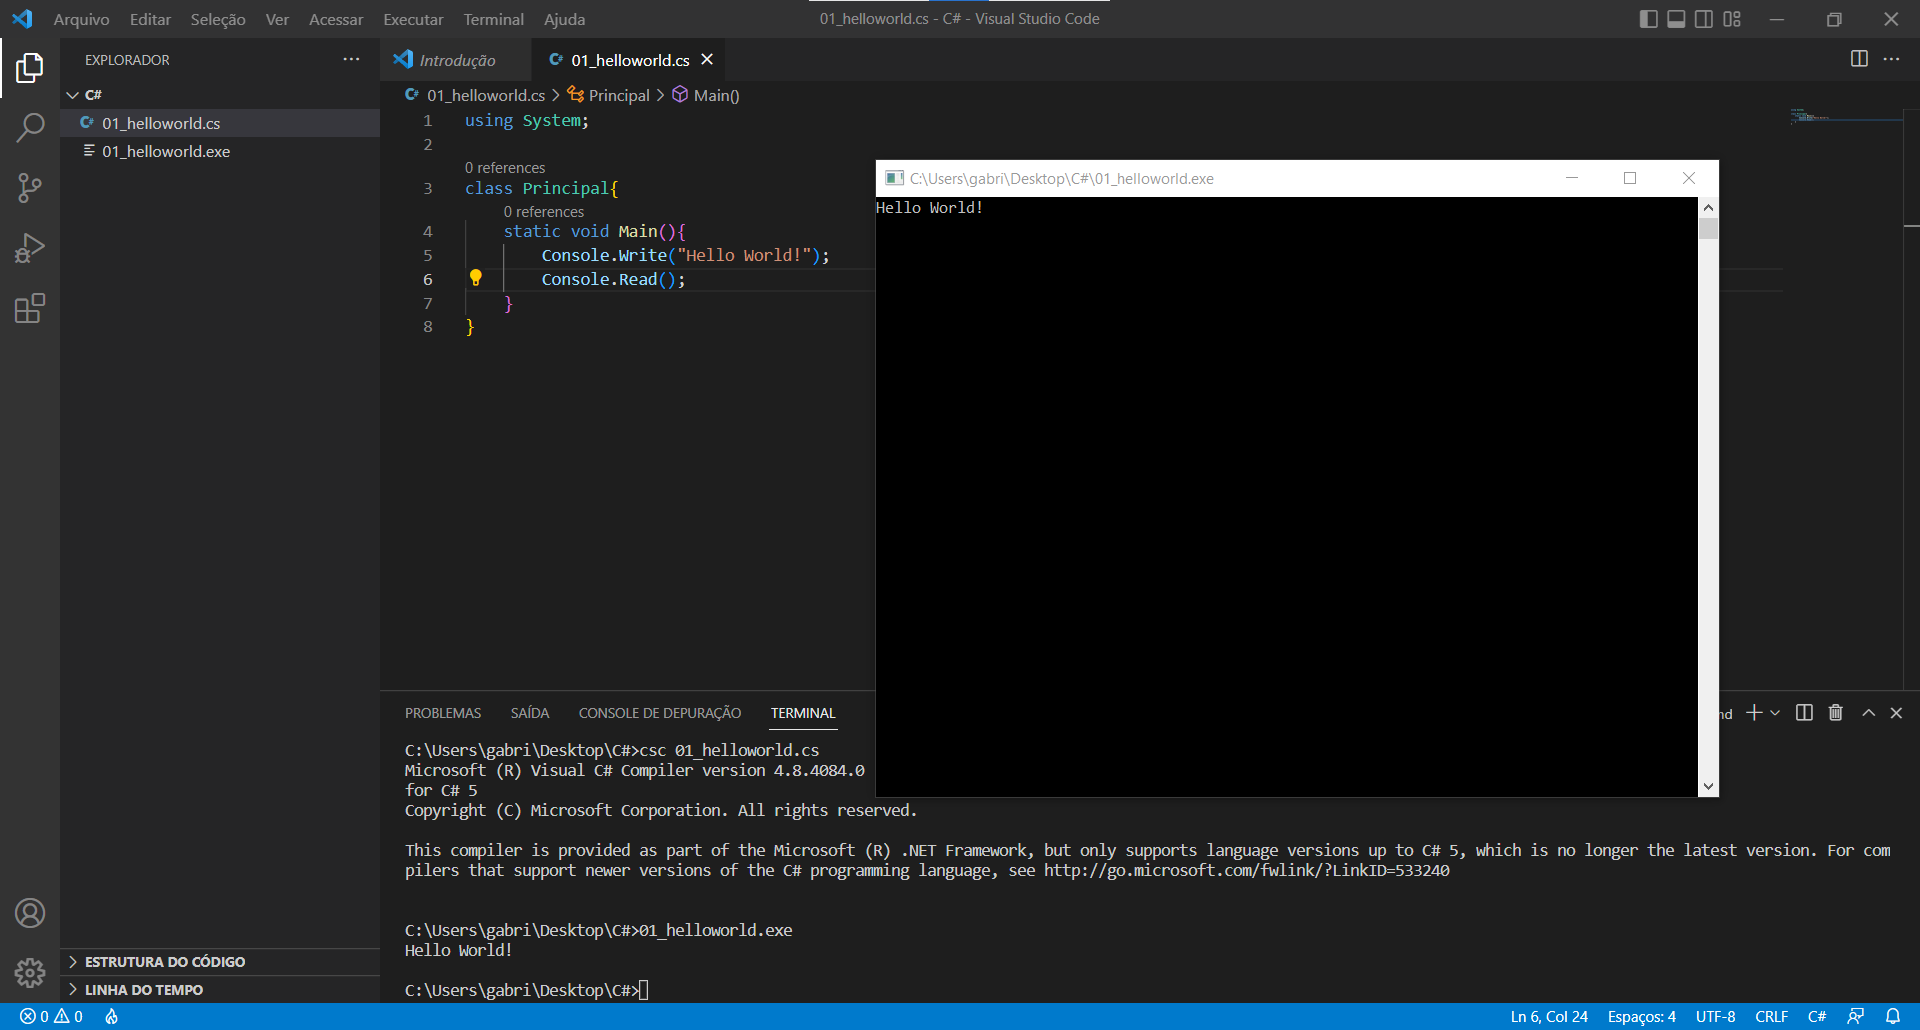 Arquivo Editar Seleção Ver Acessar Executar Terminal Ajuda
01_helloworld.cs - C# - Visual Studio Code
EXPLORADOR
C#
01_helloworld.cs
01_helloworld.exe
ESTRUTURA DO CÓDIGO
LINHA DO TEMPO
Introdução
C# 01_helloworld.cs
C# 01_helloworld.cs > Principal > Main()
1 using System;
2
0 references
3 class Principal{
0 references
4 static void Main(){
5 Console.Write("Hello World!");
6 Console.Read();
7 }
8 }
C:\Users\gabri\Desktop\C#\01_helloworld.exe
Hello World!
PROBLEMAS SAÍDA CONSOLE DE DEPURAÇÃO TERMINAL
C:\Users\gabri\Desktop\C#>csc 01_helloworld.cs
Microsoft (R) Visual C# Compiler version 4.8.4084.0
for C# 5
Copyright (C) Microsoft Corporation. All rights reserved.
This compiler is provided as part of the Microsoft (R) .NET Framework, but only supports language versions up to C# 5, which is no longer the latest version. For com
pilers that support newer versions of the C# programming language, see http://go.microsoft.com/fwlink/?LinkID=533240
C:\Users\gabri\Desktop\C#>01_helloworld.exe
Hello World!
C:\Users\gabri\Desktop\C#>
0 0
Ln 6, Col 24 Espaços: 4 UTF-8 CRLF C#